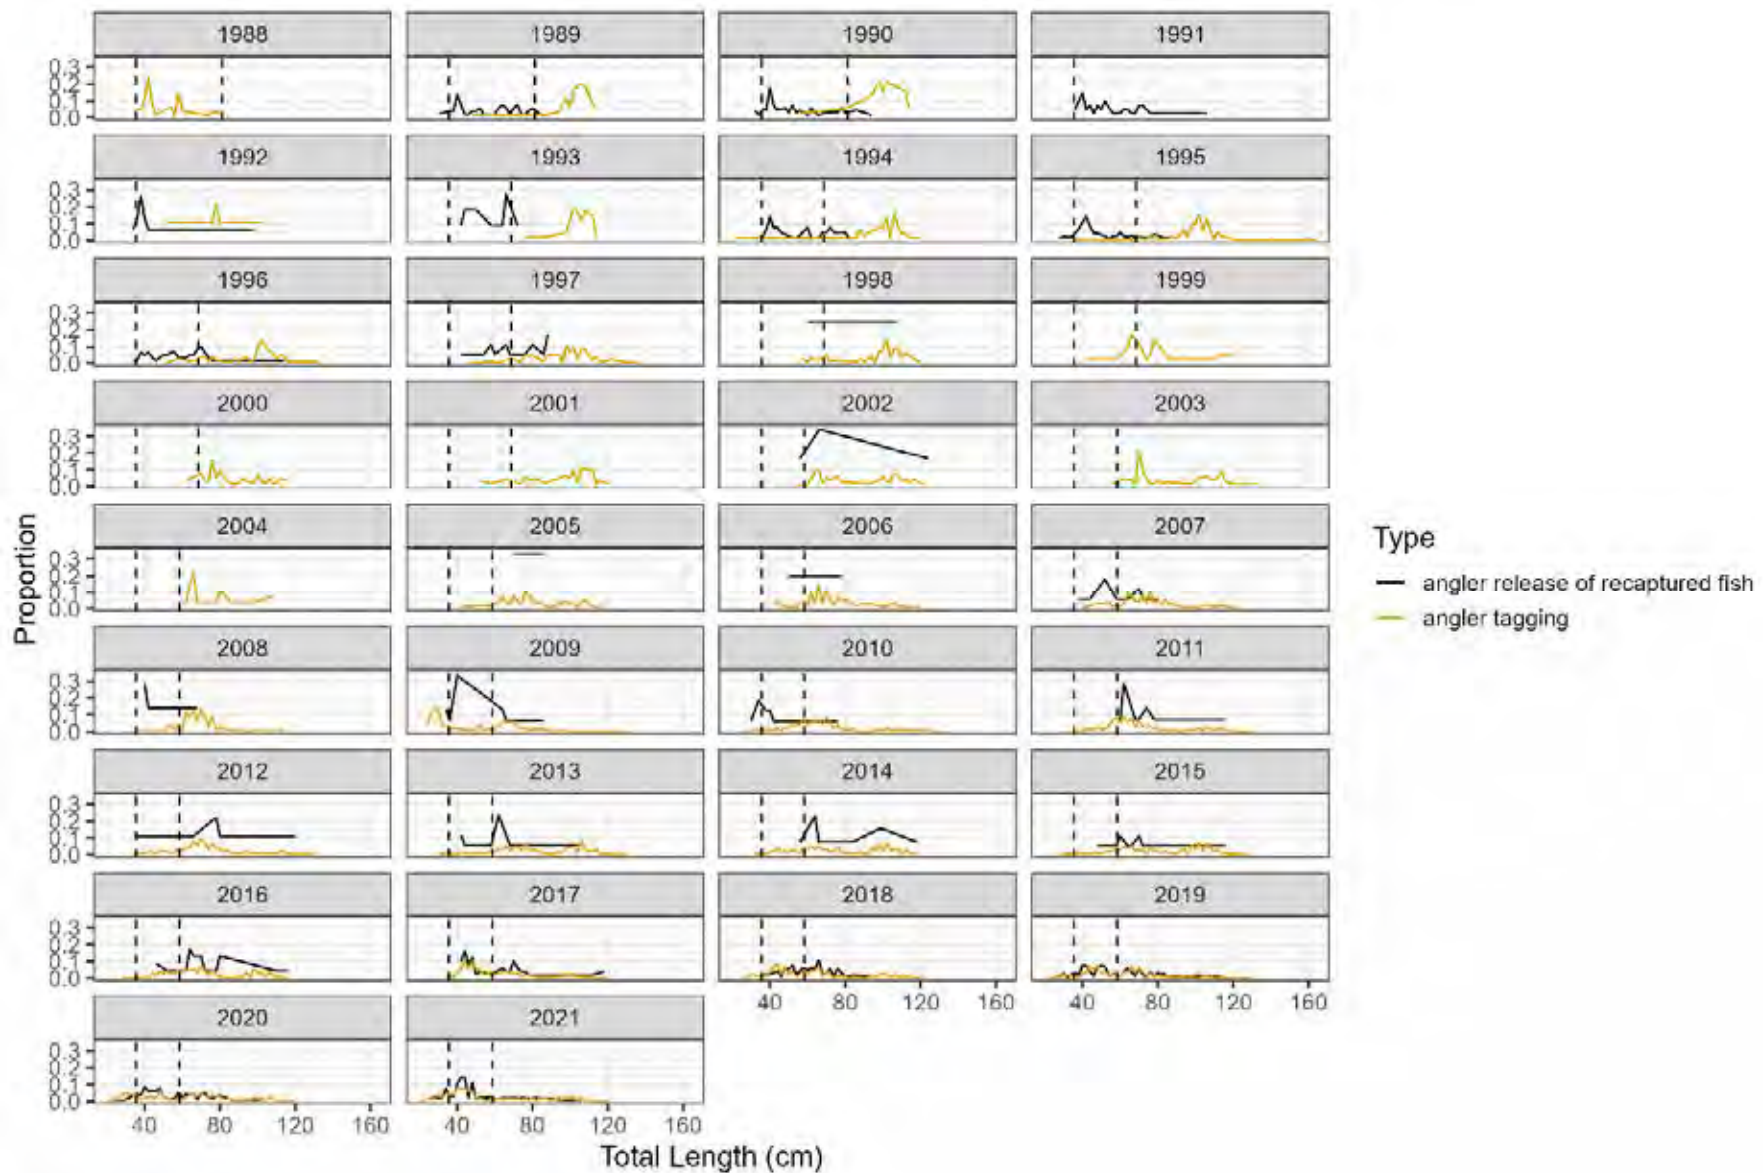 1988 1989 1990 1991
0.3
0.2
0.1
0.0
1992 1993 1994 1995
0.3
0.2
0.1
0.0
1996 1997 1998 1999
0.3
0.2
0.1
0.0
2000 2001 2002 2003
0.3
0.2
0.1
0.0
2004 2005 2006 2007
0.3
0.2
0.1
0.0
2008 2009 2010 2011
0.3
0.2
0.1
0.0
2012 2013 2014 2015
0.3
0.2
0.1
0.0
2016 2017 2018 2019
0.3
0.2
0.1
0.0
40 80 120 160 40 80 120 160
2020 2021
0.3
0.2
0.1
0.0
40 80 120 160 40 80 120 160
Proportion
Total Length (cm)
Type
angler release of recaptured fish
angler tagging